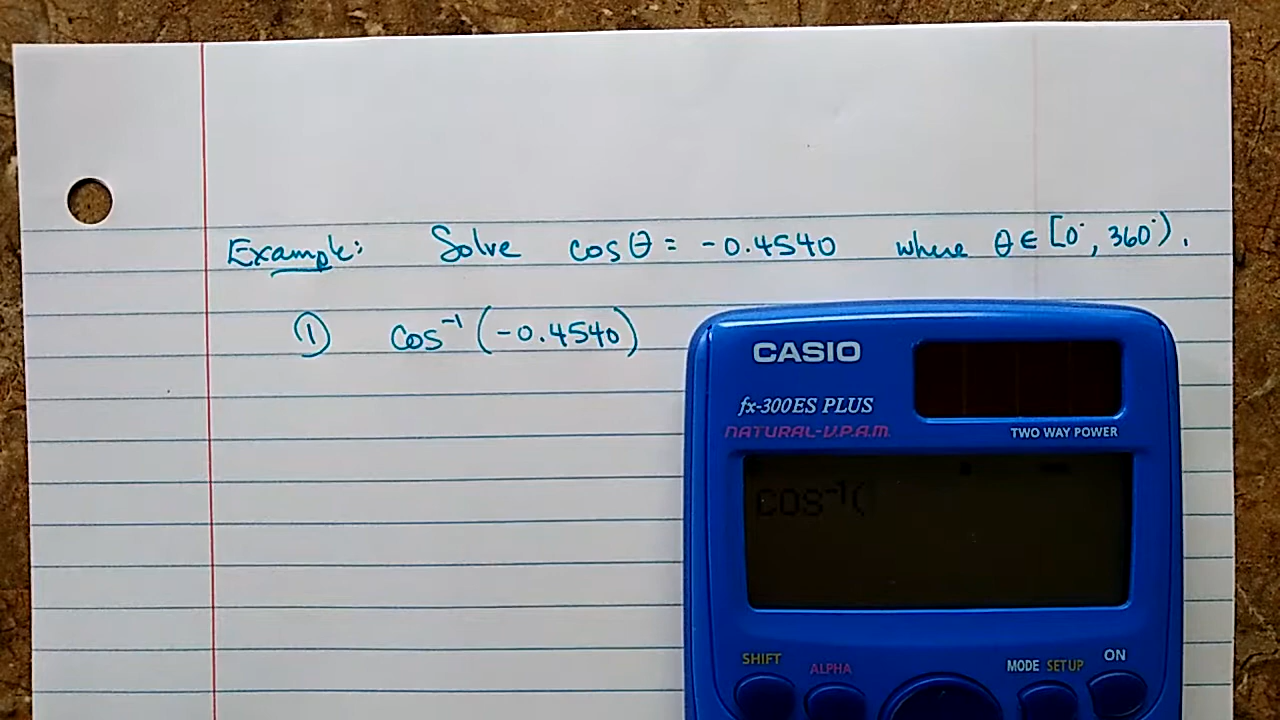 Example: Solve cosθ = -0.4540 where θ ∈ [0°, 360°).
① cos⁻¹(-0.4540)
CASIO
fx-300ES PLUS
NATURAL-V.P.A.M.
TWO WAY POWER
cos⁻¹(
SHIFT ALPHA MODE SETUP ON